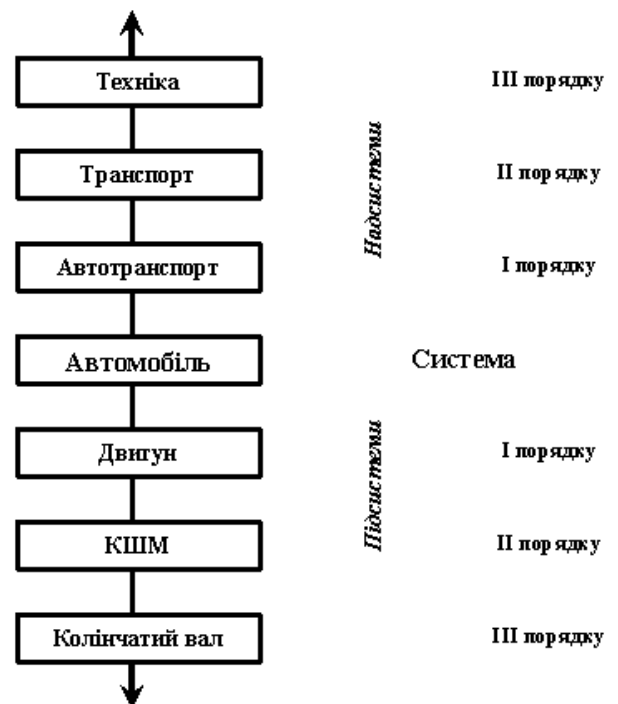 Техніка
III порядку
Транспорт
Надсистеми
II порядку
Автотранспорт
I порядку
Автомобіль
Система
Двигун
Підсистеми
I порядку
КШМ
II порядку
Колінчатий вал
III порядку